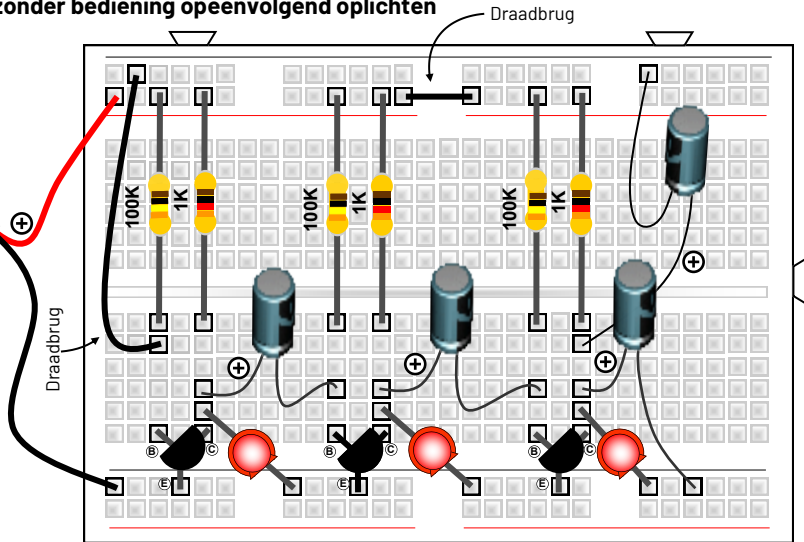 zonder bediening opeenvolgend oplichten
Draadbrug
100K
1K
100K
1K
100K
1K
+
+
Draadbrug
+
+
+
B
C
B
C
B
C
E
E
E